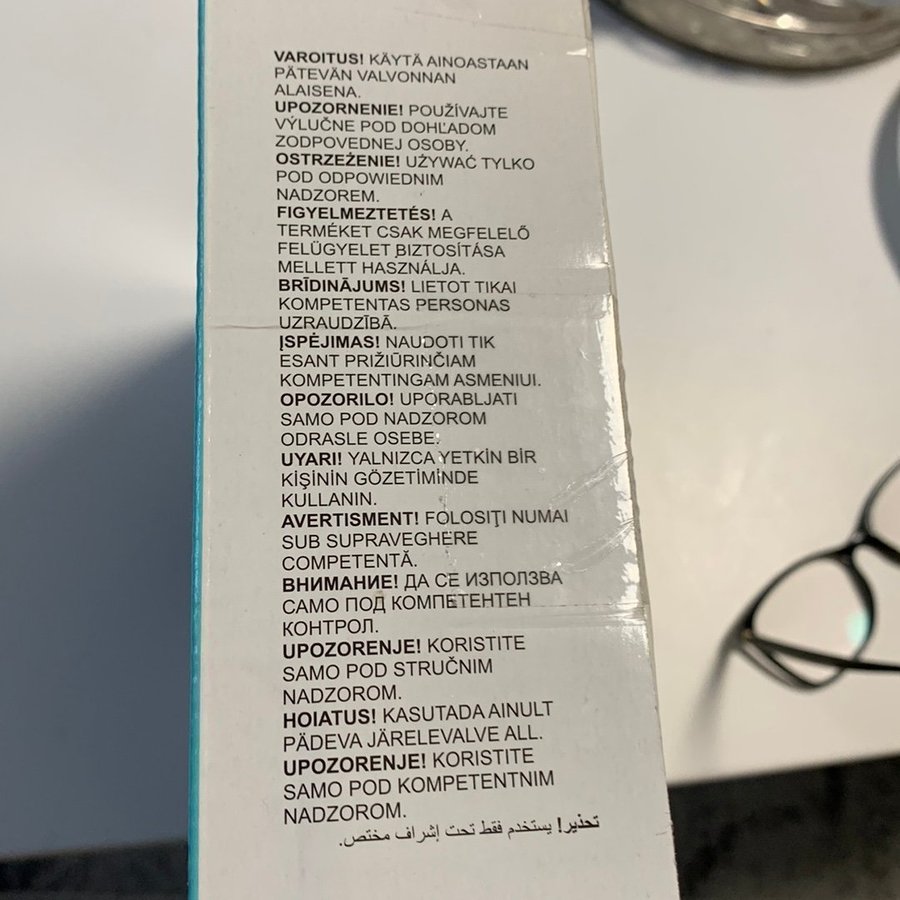 VAROITUS! KÄYTÄ AINOASTAAN
PÄTEVÄN VALVONNAN
ALAISENA.
UPOZORNENIE! POUŽÍVAJTE
VÝLUČNE POD DOHĽADOM
ZODPOVEDNEJ OSOBY.
OSTRZEŻENIE! UŻYWAĆ TYLKO
POD ODPOWIEDNIM
NADZOREM.
FIGYELMEZTETÉS! A
TERMÉKET CSAK MEGFELELŐ
FELÜGYELET BIZTOSÍTÁSA
MELLETT HASZNÁLJA.
BRĪDINĀJUMS! LIETOT TIKAI
KOMPETENTAS PERSONAS
UZRAUDZĪBĀ.
ĮSPĖJIMAS! NAUDOTI TIK
ESANT PRIŽIŪRINČIAM
KOMPETENTINGAM ASMENIUI.
OPOZORILO! UPORABLJATI
SAMO POD NADZOROM
ODRASLE OSEBE.
UYARI! YALNIZCA YETKİN BİR
KİŞİNİN GÖZETİMİNDE
KULLANIN.
AVERTISMENT! FOLOSIŢI NUMAI
SUB SUPRAVEGHERE
COMPETENTĂ.
ВНИМАНИЕ! ДА СЕ ИЗПОЛЗВА
САМО ПОД КОМПЕТЕНТЕН
КОНТРОЛ.
UPOZORENJE! KORISTITE
SAMO POD STRUČNIM
NADZOROM.
HOIATUS! KASUTADA AINULT
PÄDEVA JÄRELEVALVE ALL.
UPOZORENJE! KORISTITE
SAMO POD KOMPETENTNIM
NADZOROM.
تحذير! يستخدم فقط تحت إشراف مختص.